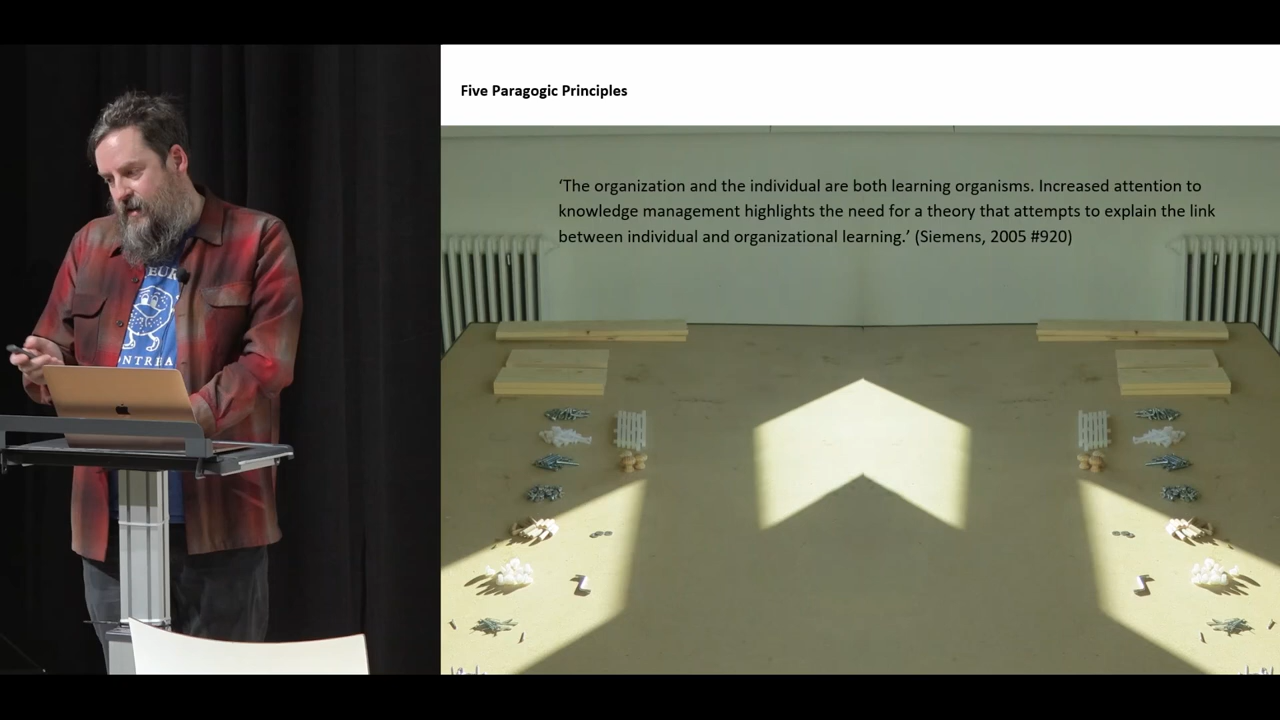 Five Paragogic Principles
‘The organization and the individual are both learning organisms. Increased attention to
knowledge management highlights the need for a theory that attempts to explain the link
between individual and organizational learning.’ (Siemens, 2005 #920)